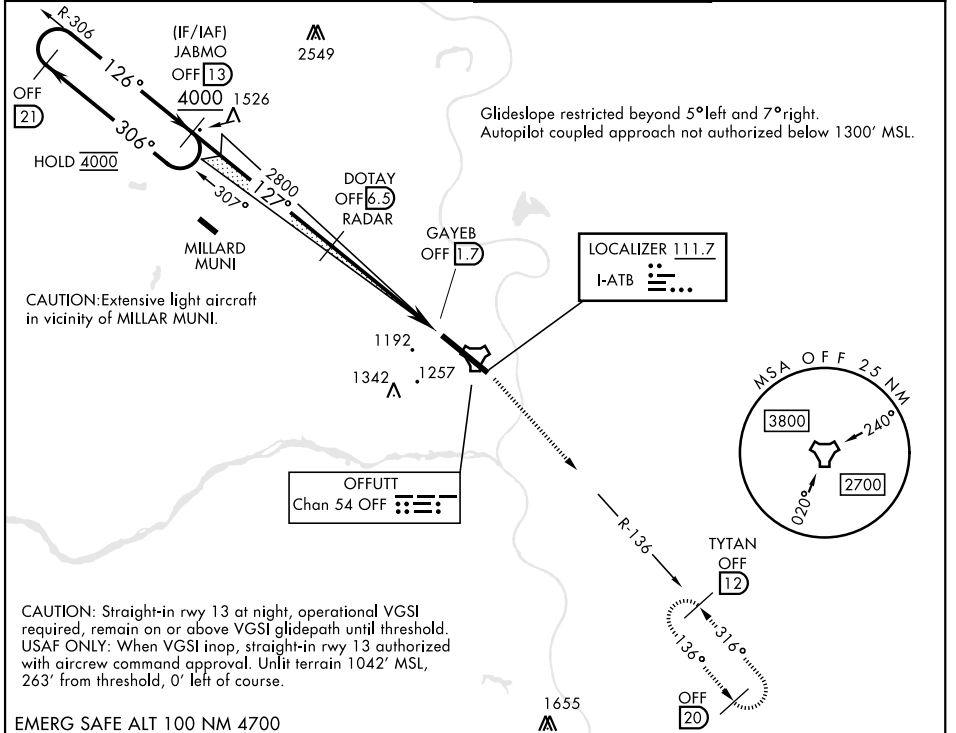 R-306
(IF/IAF)
JABMO
OFF 13
4000
1526
2549
126°
OFF
21
306°
HOLD 4000
307°
2800
127°
DOTAY
OFF 6.5
RADAR
GAYEB
OFF 1.7
Glideslope restricted beyond 5° left and 7° right.
Autopilot coupled approach not authorized below 1300' MSL.
MILLARD
MUNI
LOCALIZER 111.7
I-ATB
CAUTION:Extensive light aircraft
in vicinity of MILLAR MUNI.
1192
1257
1342
MSA OFF 25 NM
3800
240°
2700
020°
OFFUTT
Chan 54 OFF
R-136
TYTAN
OFF
12
316°
136°
OFF
20
CAUTION: Straight-in rwy 13 at night, operational VGSI
required, remain on or above VGSI glidepath until threshold.
USAF ONLY: When VGSI inop, straight-in rwy 13 authorized
with aircrew command approval. Unlit terrain 1042' MSL,
263' from threshold, 0' left of course.
1655
EMERG SAFE ALT 100 NM 4700